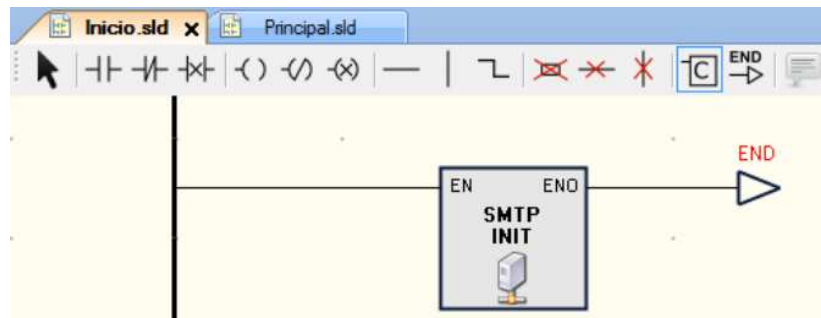 Inicio.sld
Principal.sld
C
END
END
EN ENO
SMTP
INIT